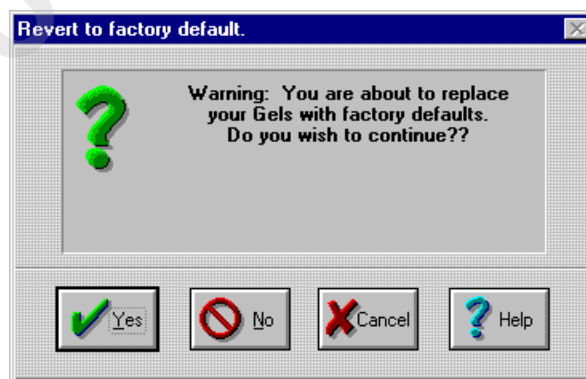 Revert to factory default.
Warning: You are about to replace
your Gels with factory defaults.
Do you wish to continue??
Yes
No
Cancel
Help